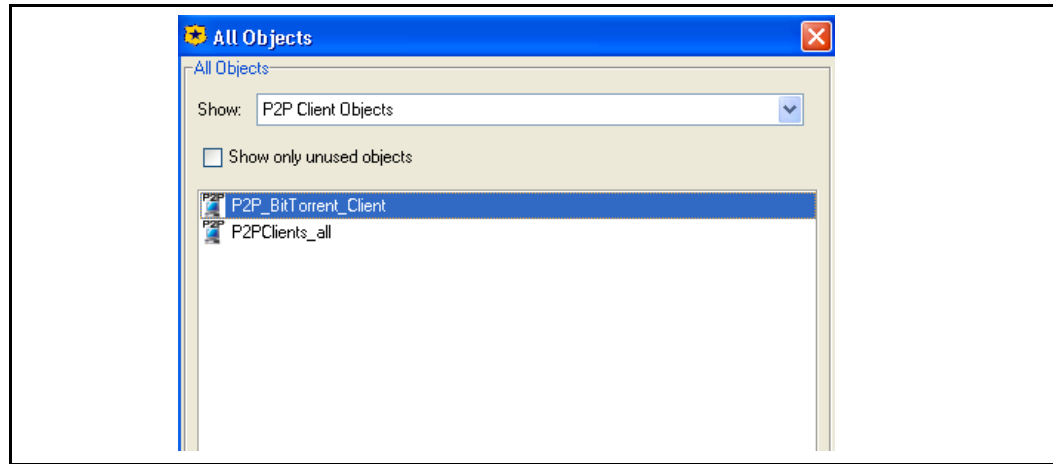 All Objects
All Objects
Show: P2P Client Objects
Show only unused objects
P2P P2P_BitTorrent_Client
P2P P2PClients_all